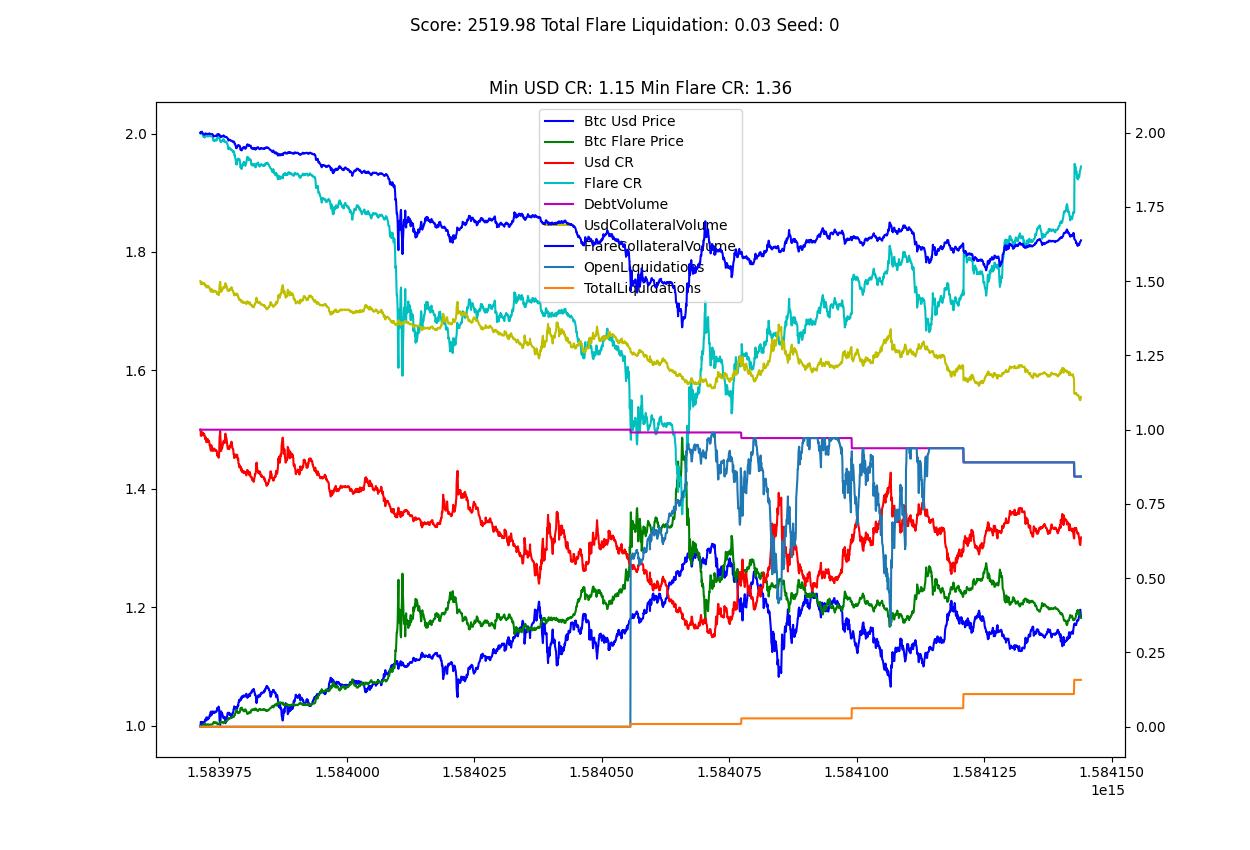 Score: 2519.98 Total Flare Liquidation: 0.03 Seed: 0
Min USD CR: 1.15 Min Flare CR: 1.36
Btc Usd Price
Btc Flare Price
Usd CR
Flare CR
DebtVolume
UsdCollateralVolume
FlareCollateralVolume
OpenLiquidations
TotalLiquidations
2.0
1.8
1.6
1.4
1.2
1.0
2.00
1.75
1.50
1.25
1.00
0.75
0.50
0.25
0.00
1.583975 1.584000 1.584025 1.584050 1.584075 1.584100 1.584125 1.584150
1e15